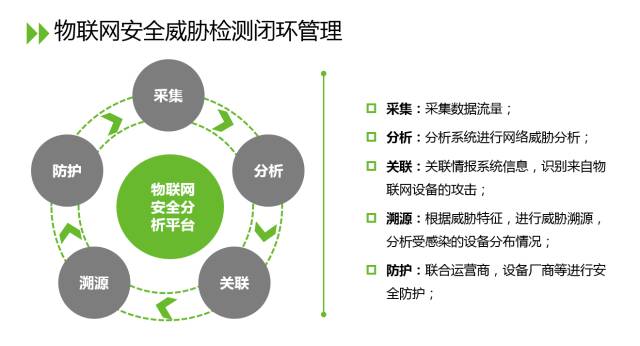 物联网安全威胁检测闭环管理
采集
分析
关联
溯源
防护
物联网
安全分
析平台
采集：采集数据流量；
分析：分析系统进行网络威胁分析；
关联：关联情报系统信息，识别来自物
联网设备的攻击；
溯源：根据威胁特征，进行威胁溯源，
分析受感染的设备分布情况；
防护：联合运营商，设备厂商等进行安
全防护；